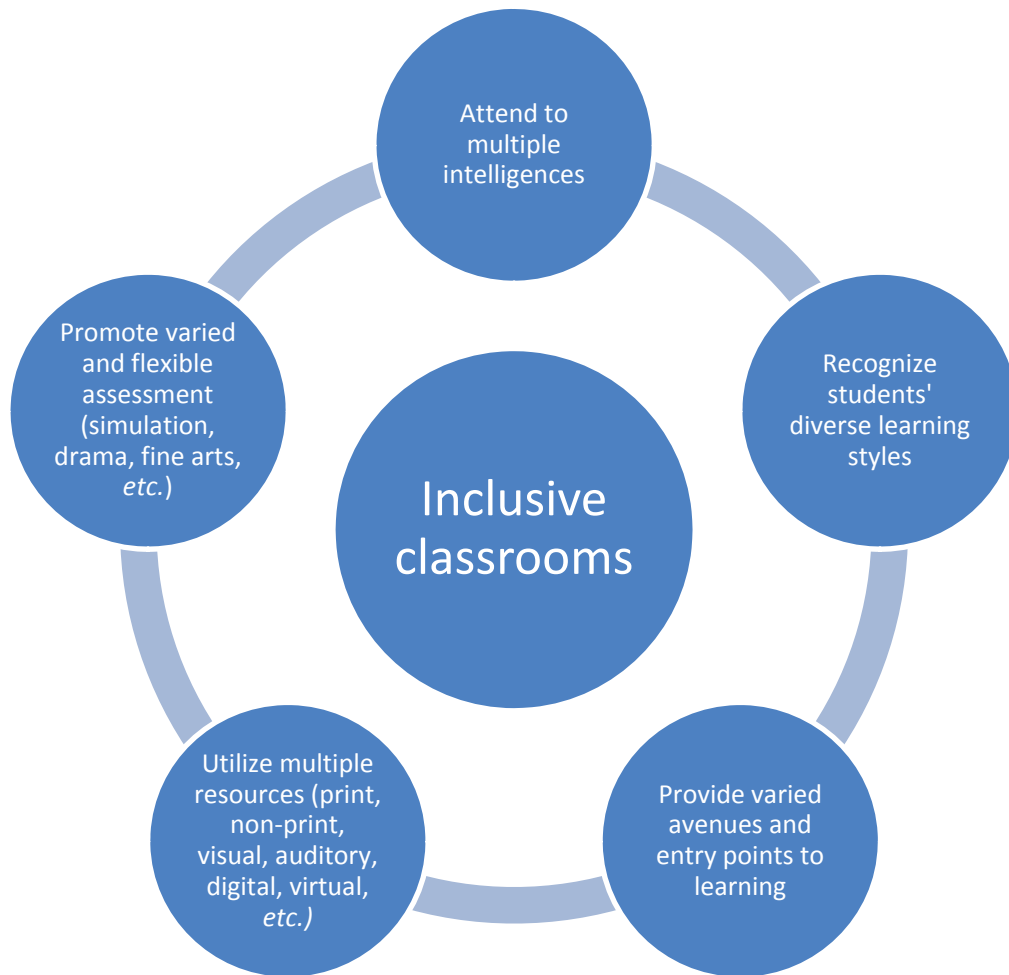 Attend to
multiple
intelligences
Recognize
students'
diverse learning
styles
Provide varied
avenues and
entry points to
learning
Utilize multiple
resources (print,
non-print,
visual, auditory,
digital, virtual,
etc.)
Promote varied
and flexible
assessment
(simulation,
drama, fine arts,
etc.)
Inclusive
classrooms